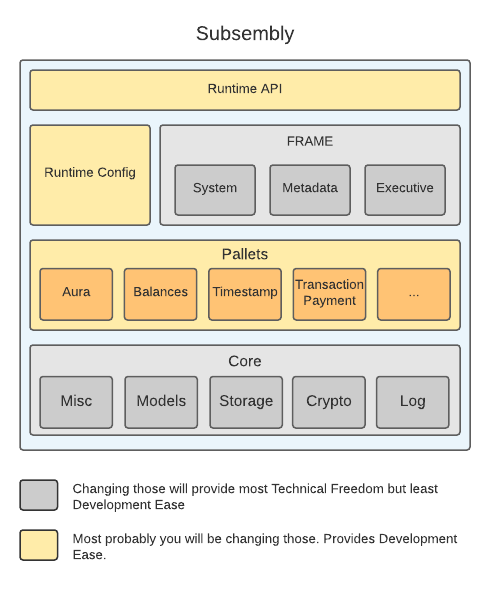 Subsembly
Runtime API
Runtime Config
FRAME
System
Metadata
Executive
Pallets
Aura
Balances
Timestamp
Transaction
Payment
...
Core
Misc
Models
Storage
Crypto
Log
Changing those will provide most Technical Freedom but least
Development Ease
Most probably you will be changing those. Provides Development
Ease.